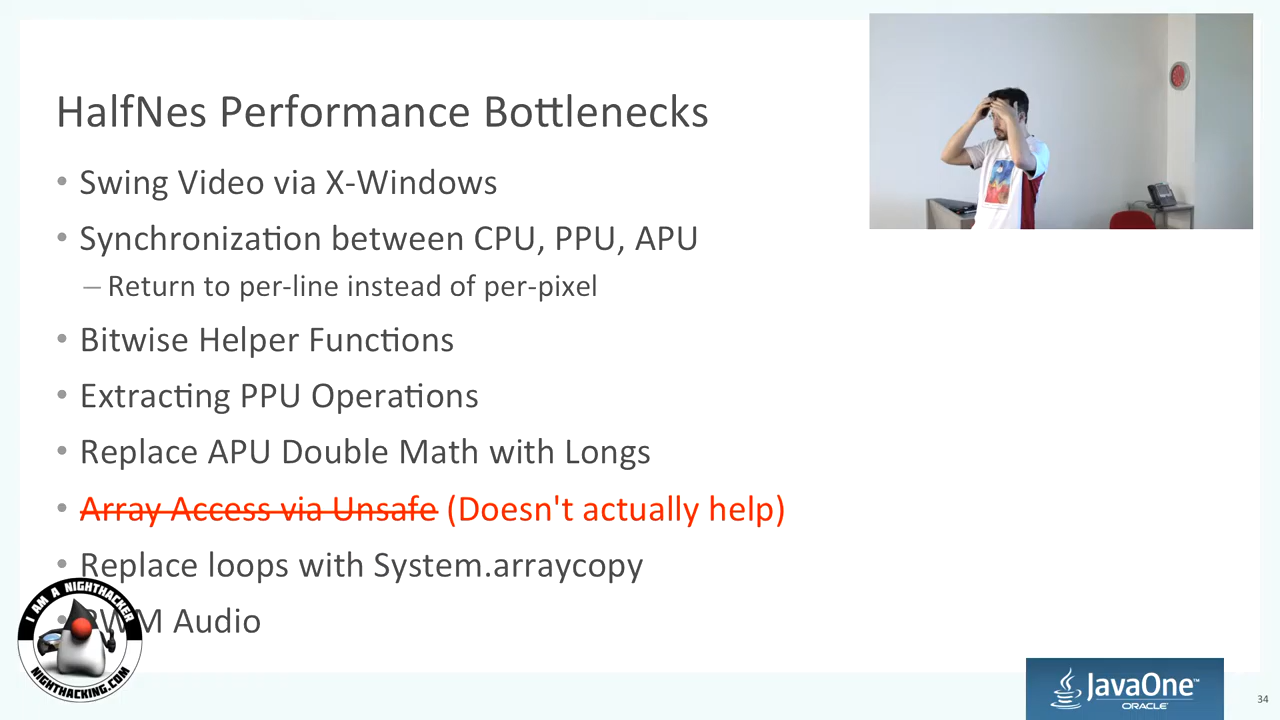 HalfNes Performance Bottlenecks
• Swing Video via X-Windows
• Synchronization between CPU, PPU, APU
– Return to per-line instead of per-pixel
• Bitwise Helper Functions
• Extracting PPU Operations
• Replace APU Double Math with Longs
• Array Access via Unsafe (Doesn't actually help)
• Replace loops with System.arraycopy
PWM Audio
I AM A NIGHTHACKER
NIGHTHACKING.COM
JavaOne™
ORACLE
34